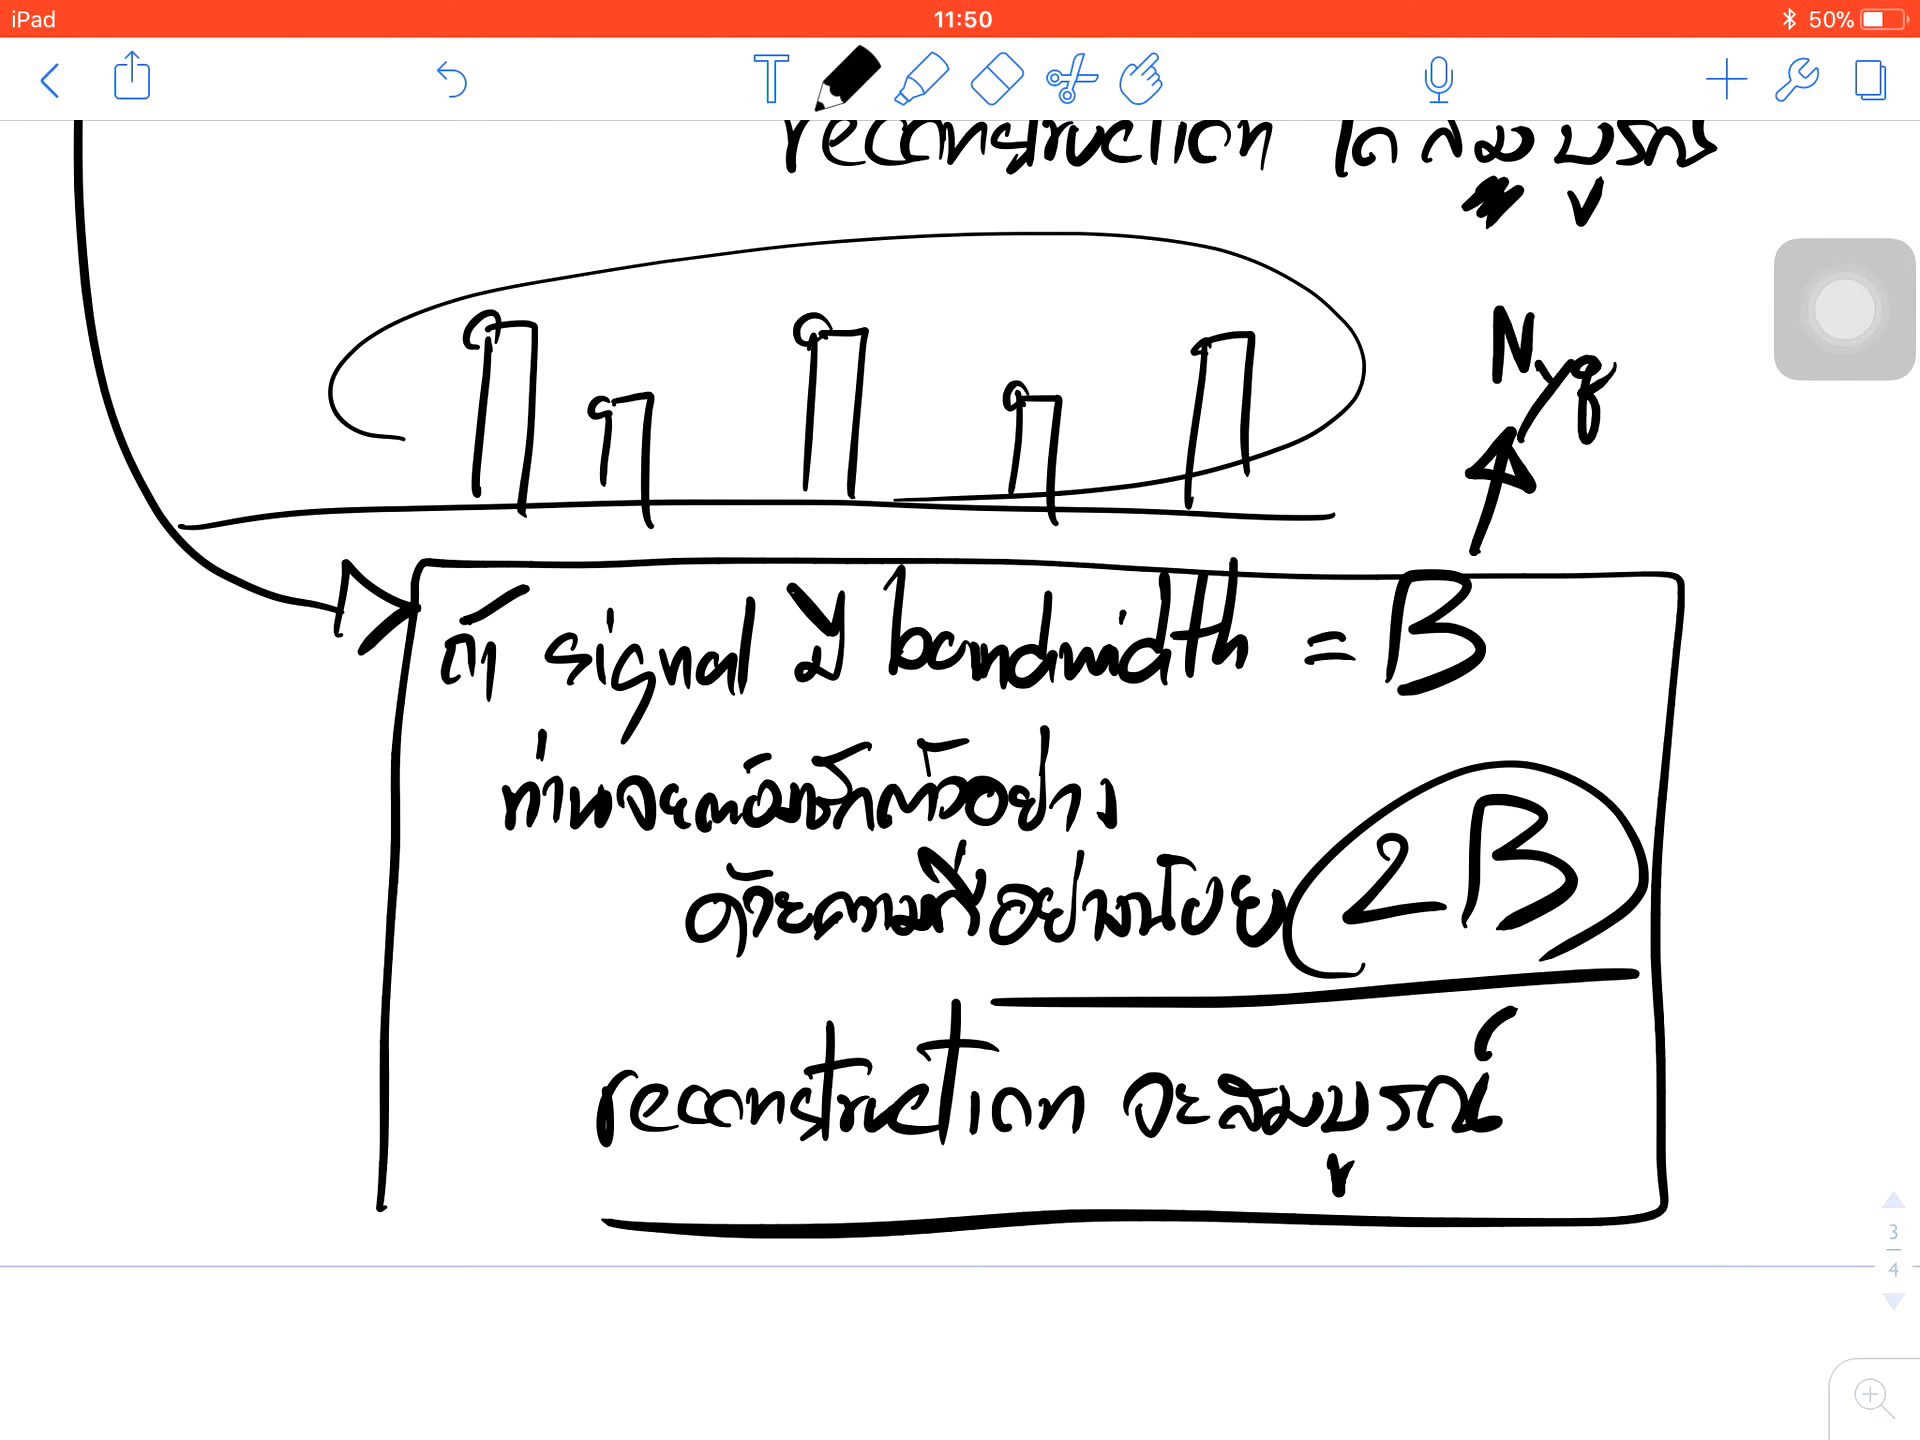 iPad 11:50 50%
T
reconstruction ได้สมบูรณ์
Nyq
ถ้า signal มี bandwidth = B
ท่านจะต้องชักตัวอย่าง
ด้วยความถี่อย่างน้อย 2B
reconstruction จะสมบูรณ์
3
4